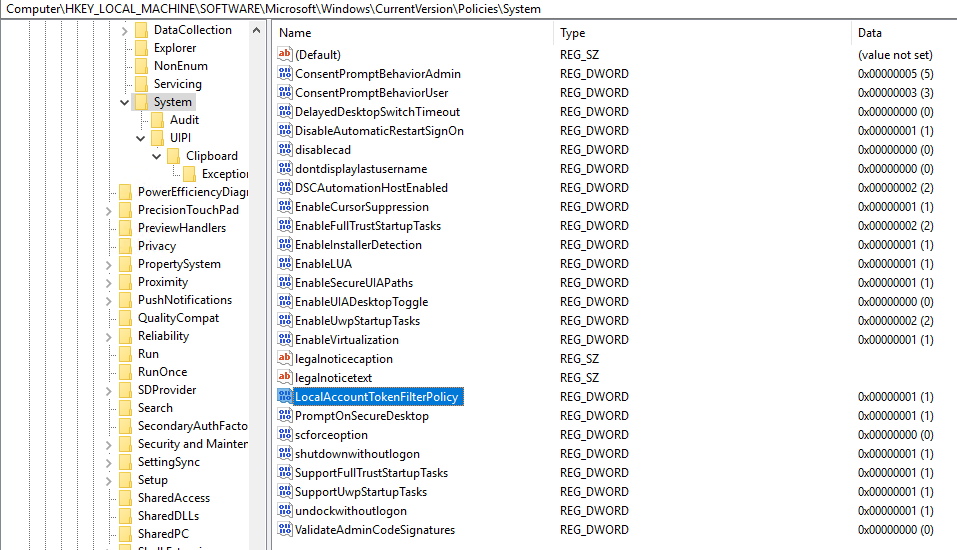 Computer\HKEY_LOCAL_MACHINE\SOFTWARE\Microsoft\Windows\CurrentVersion\Policies\System
DataCollection
Explorer
NonEnum
Servicing
System
Audit
UIPI
Clipboard
Exception
PowerEfficiencyDiag
PrecisionTouchPad
PreviewHandlers
Privacy
PropertySystem
Proximity
PushNotifications
QualityCompat
Reliability
Run
RunOnce
SDProvider
Search
SecondaryAuthFacto
Security and Mainten
SettingSync
Setup
SharedAccess
SharedDLLs
SharedPC
Name Type Data
(Default) REG_SZ (value not set)
ConsentPromptBehaviorAdmin REG_DWORD 0x00000005 (5)
ConsentPromptBehaviorUser REG_DWORD 0x00000003 (3)
DelayedDesktopSwitchTimeout REG_DWORD 0x00000000 (0)
DisableAutomaticRestartSignOn REG_DWORD 0x00000001 (1)
disablecad REG_DWORD 0x00000000 (0)
dontdisplaylastusername REG_DWORD 0x00000000 (0)
DSCAutomationHostEnabled REG_DWORD 0x00000002 (2)
EnableCursorSuppression REG_DWORD 0x00000001 (1)
EnableFullTrustStartupTasks REG_DWORD 0x00000002 (2)
EnableInstallerDetection REG_DWORD 0x00000001 (1)
EnableLUA REG_DWORD 0x00000001 (1)
EnableSecureUIAPaths REG_DWORD 0x00000001 (1)
EnableUIADesktopToggle REG_DWORD 0x00000000 (0)
EnableUwpStartupTasks REG_DWORD 0x00000002 (2)
EnableVirtualization REG_DWORD 0x00000001 (1)
legalnoticecaption REG_SZ
legalnoticetext REG_SZ
LocalAccountTokenFilterPolicy REG_DWORD 0x00000001 (1)
PromptOnSecureDesktop REG_DWORD 0x00000001 (1)
scforceoption REG_DWORD 0x00000000 (0)
shutdownwithoutlogon REG_DWORD 0x00000001 (1)
SupportFullTrustStartupTasks REG_DWORD 0x00000001 (1)
SupportUwpStartupTasks REG_DWORD 0x00000001 (1)
undockwithoutlogon REG_DWORD 0x00000001 (1)
ValidateAdminCodeSignatures REG_DWORD 0x00000000 (0)